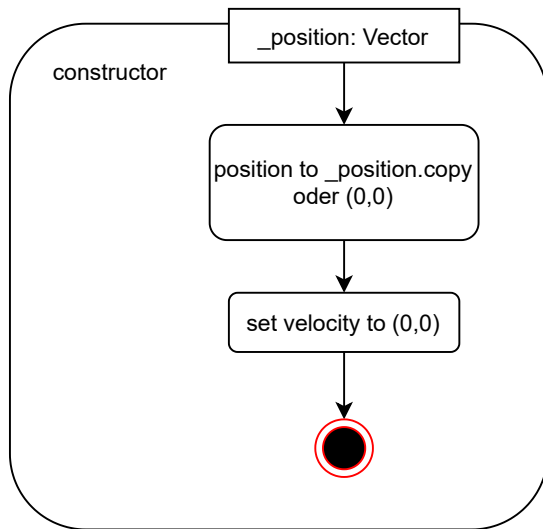 _position: Vector
constructor
position to _position.copy
oder (0,0)
set velocity to (0,0)